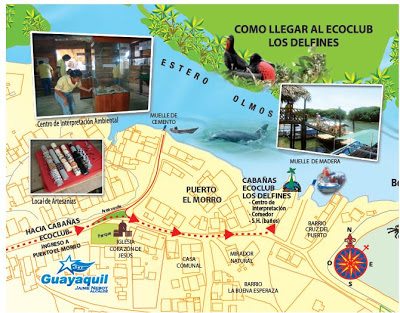 COMO LLEGAR AL ECOCLUB
LOS DELFINES
ESTERO OLMOS
Centro de Interpretación Ambiental
MUELLE DE
CEMENTO
MUELLE DE MADERA
Local de Artesanías
PUERTO
EL MORRO
CABAÑAS
ECOCLUB
LOS DELFINES
- Centro de
Interpretación
- Comedor
- S.H. (baños)
HACIA CABAÑAS
ECOCLUB
INGRESO A
PUERTO EL MORRO
Parque
IGLESIA
CORAZÓN DE
JESÚS
CASA
COMUNAL
MIRADOR
NATURAL
BARRIO
CRUZ DEL
PUERTO
BARRIO
LA BUENA ESPERAZA
Guayaquil
JAIME NEBOT